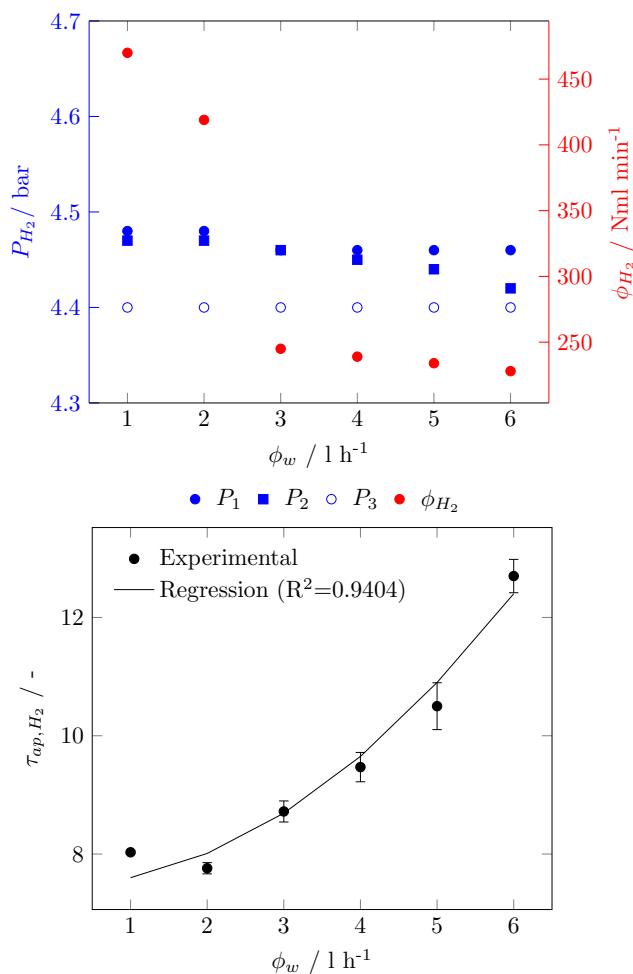 4.7
4.6
4.5
4.4
4.3
P_{H_2}/ bar
450
400
350
300
250
ϕ_{H_2} / Nml min^{-1}
1 2 3 4 5 6
ϕ_w / l h^{-1}
P_1 P_2 P_3 ϕ_{H_2}
Experimental
Regression (R^2=0.9404)
12
10
8
τ_{ap,H_2} / -
1 2 3 4 5 6
ϕ_w / l h^{-1}